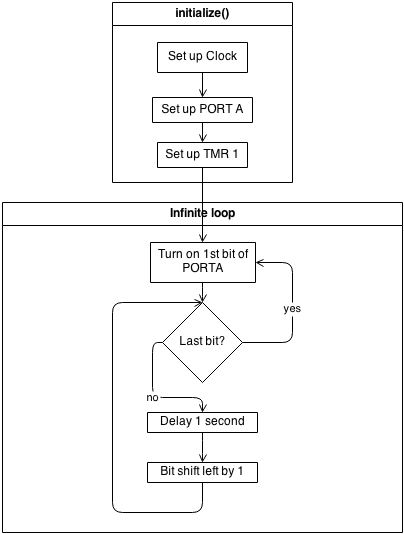 initialize()
Set up Clock
Set up PORT A
Set up TMR 1
Infinite loop
Turn on 1st bit of
PORTA
Last bit?
yes
no
Delay 1 second
Bit shift left by 1